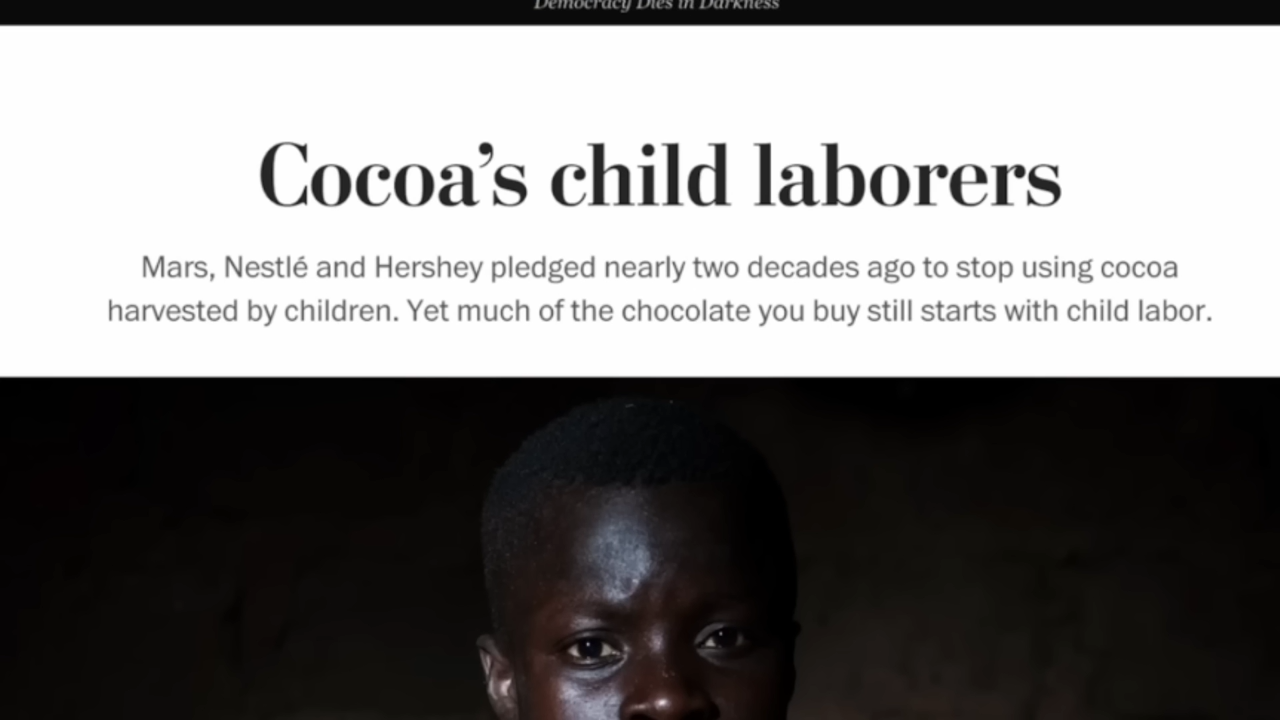 Democracy Dies in Darkness
Cocoa’s child laborers
Mars, Nestlé and Hershey pledged nearly two decades ago to stop using cocoa
harvested by children. Yet much of the chocolate you buy still starts with child labor.